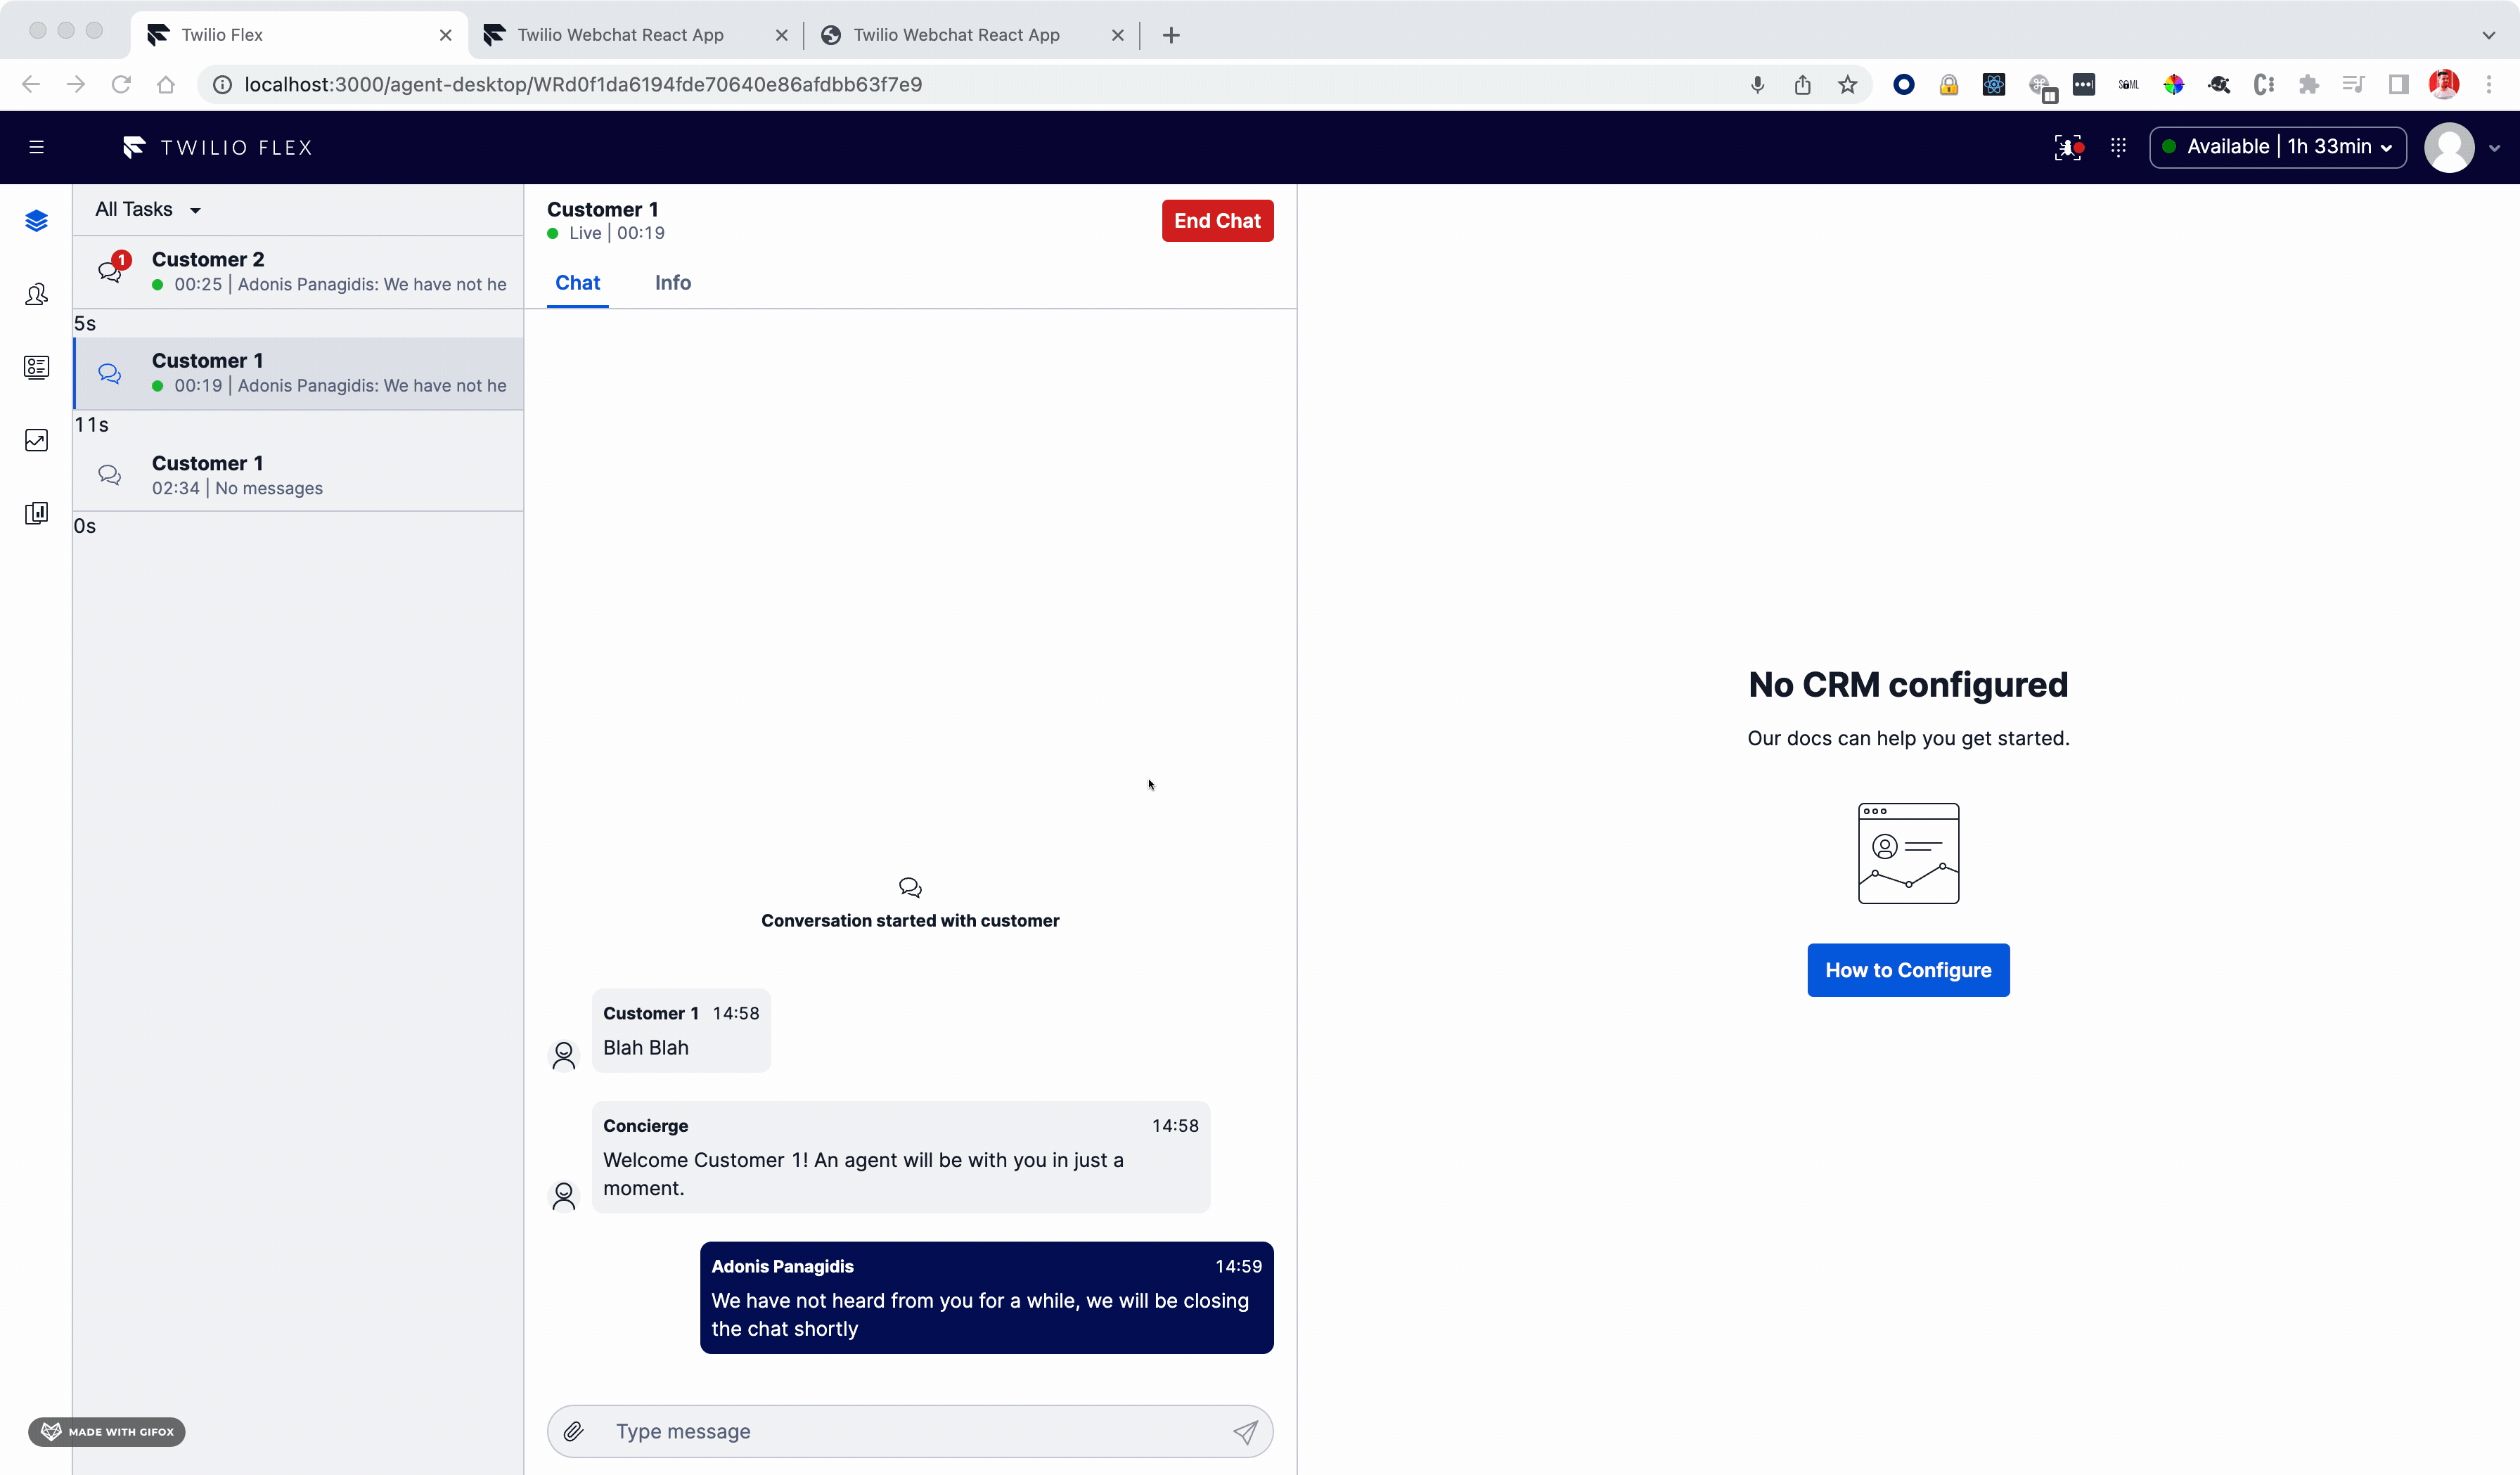 Twilio Flex
Twilio Webchat React App
Twilio Webchat React App
localhost:3000/agent-desktop/WRd0f1da6194fde70640e86afdbb63f7e9
TWILIO FLEX
Available | 1h 33min
All Tasks
1
Customer 2
00:25 | Adonis Panagidis: We have not he
5s
Customer 1
00:19 | Adonis Panagidis: We have not he
11s
Customer 1
02:34 | No messages
0s
Customer 1
Live | 00:19
End Chat
Chat
Info
Conversation started with customer
Customer 1 14:58
Blah Blah
Concierge 14:58
Welcome Customer 1! An agent will be with you in just a
moment.
Adonis Panagidis 14:59
We have not heard from you for a while, we will be closing
the chat shortly
Type message
No CRM configured
Our docs can help you get started.
How to Configure
MADE WITH GIFOX